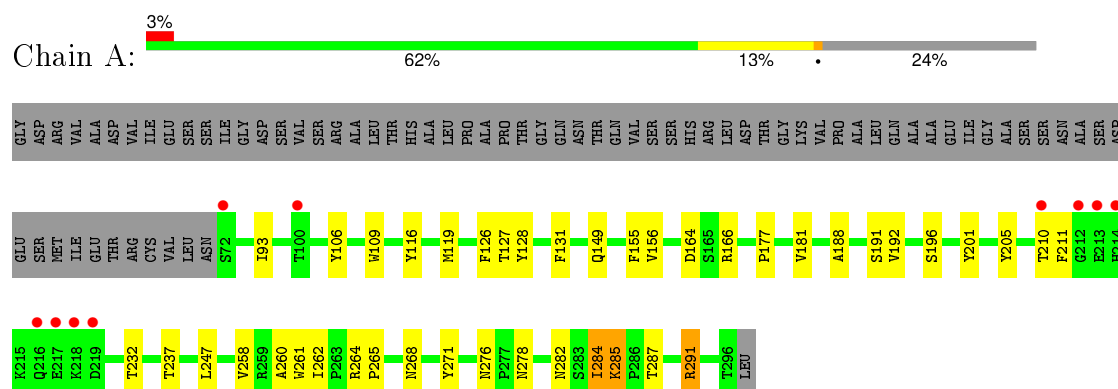 3%
Chain A:
62% 13% • 24%
GLY ASP ARG VAL ALA ASP VAL ILE GLU SER SER ILE GLY ASP SER VAL SER ARG ALA LEU THR HIS ALA LEU PRO ALA PRO THR GLY GLN ASN THR GLN VAL SER SER HIS ARG LEU ASP THR GLY LYS VAL PRO ALA LEU GLN ALA ALA GLU ILE GLY ALA SER SER ASN ALA SER ASP
GLU SER MET ILE GLU THR ARG CYS VAL LEU ASN S72 I93 T100 Y106 W109 Y116 M119 F126 T127 Y128 F131 Q149 F155 V156 D164 S165 R166 P177 V181 A188 S191 V192 S196 Y201 Y205 T210 F211 G212 E213 H214
K215 Q216 E217 K218 D219 T232 T237 L247 V258 R259 A260 W261 I262 P263 R264 P265 N268 Y271 N276 P277 N278 N282 S283 I284 K285 P286 T287 R291 T296 LEU